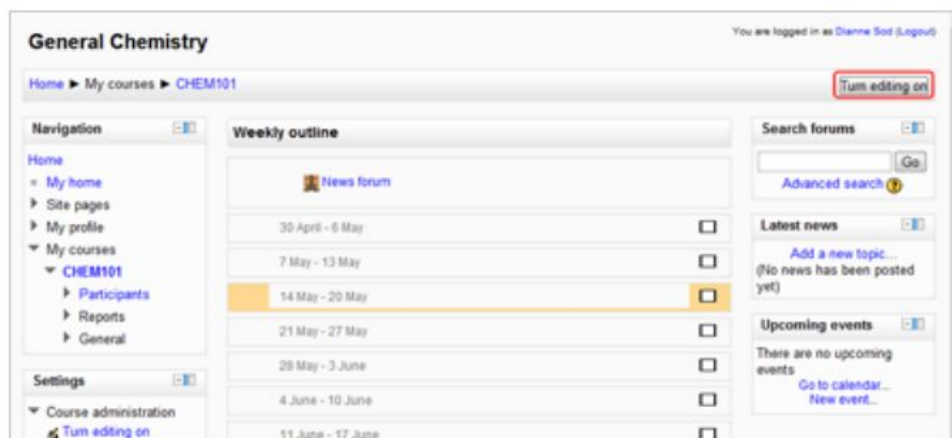 You are logged in as Dianne Sod (Logout)
General Chemistry
Home ► My courses ► CHEM101
Turn editing on
Navigation
Home
My home
Site pages
My profile
My courses
CHEM101
Participants
Reports
General
Settings
Course administration
Turn editing on
Weekly outline
News forum
30 April - 6 May
7 May - 13 May
14 May - 20 May
21 May - 27 May
28 May - 3 June
4 June - 10 June
11 June - 17 June
Search forums
Go
Advanced search
Latest news
Add a new topic...
(No news has been posted
yet)
Upcoming events
There are no upcoming
events
Go to calendar...
New event...